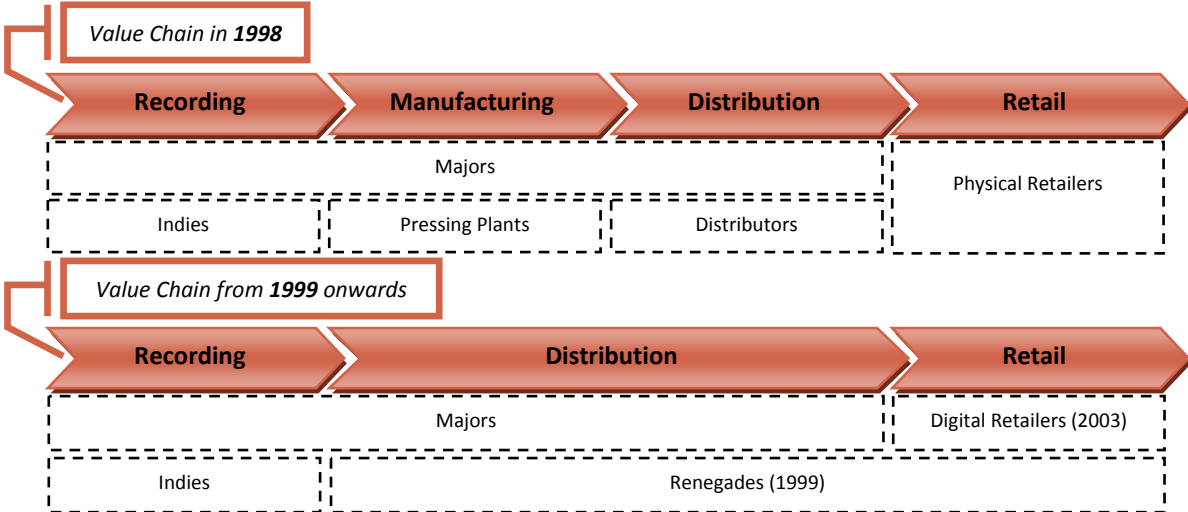 Value Chain in 1998
Recording Manufacturing Distribution Retail
Majors
Physical Retailers
Indies Pressing Plants Distributors
Value Chain from 1999 onwards
Recording Distribution Retail
Majors Digital Retailers (2003)
Indies Renegades (1999)